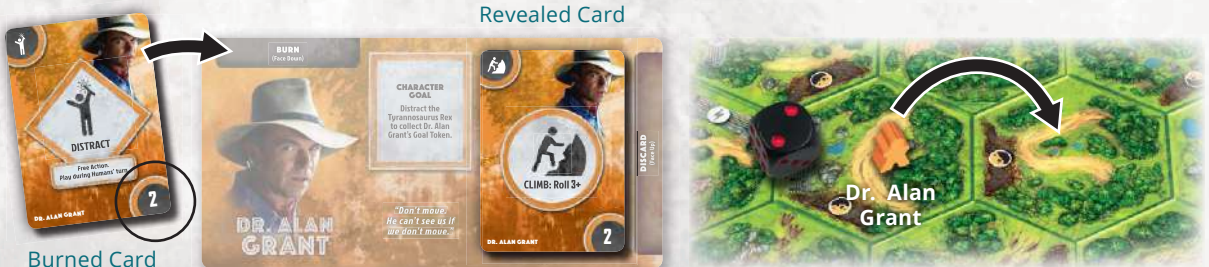 Revealed Card
DISTRACT
Free Action.
Play during Humans' turn.
2
DR. ALAN GRANT
Burned Card
BURN
(Face Down)
DR. ALAN
GRANT
CHARACTER
GOAL
Distract the
Tyrannosaurus Rex
to collect Dr. Alan
Grant's Goal Token.
"Don't move.
He can't see us if
we don't move."
CLIMB: Roll 3+
DR. ALAN GRANT
2
DISCARD
(Face Up)
Dr. Alan
Grant